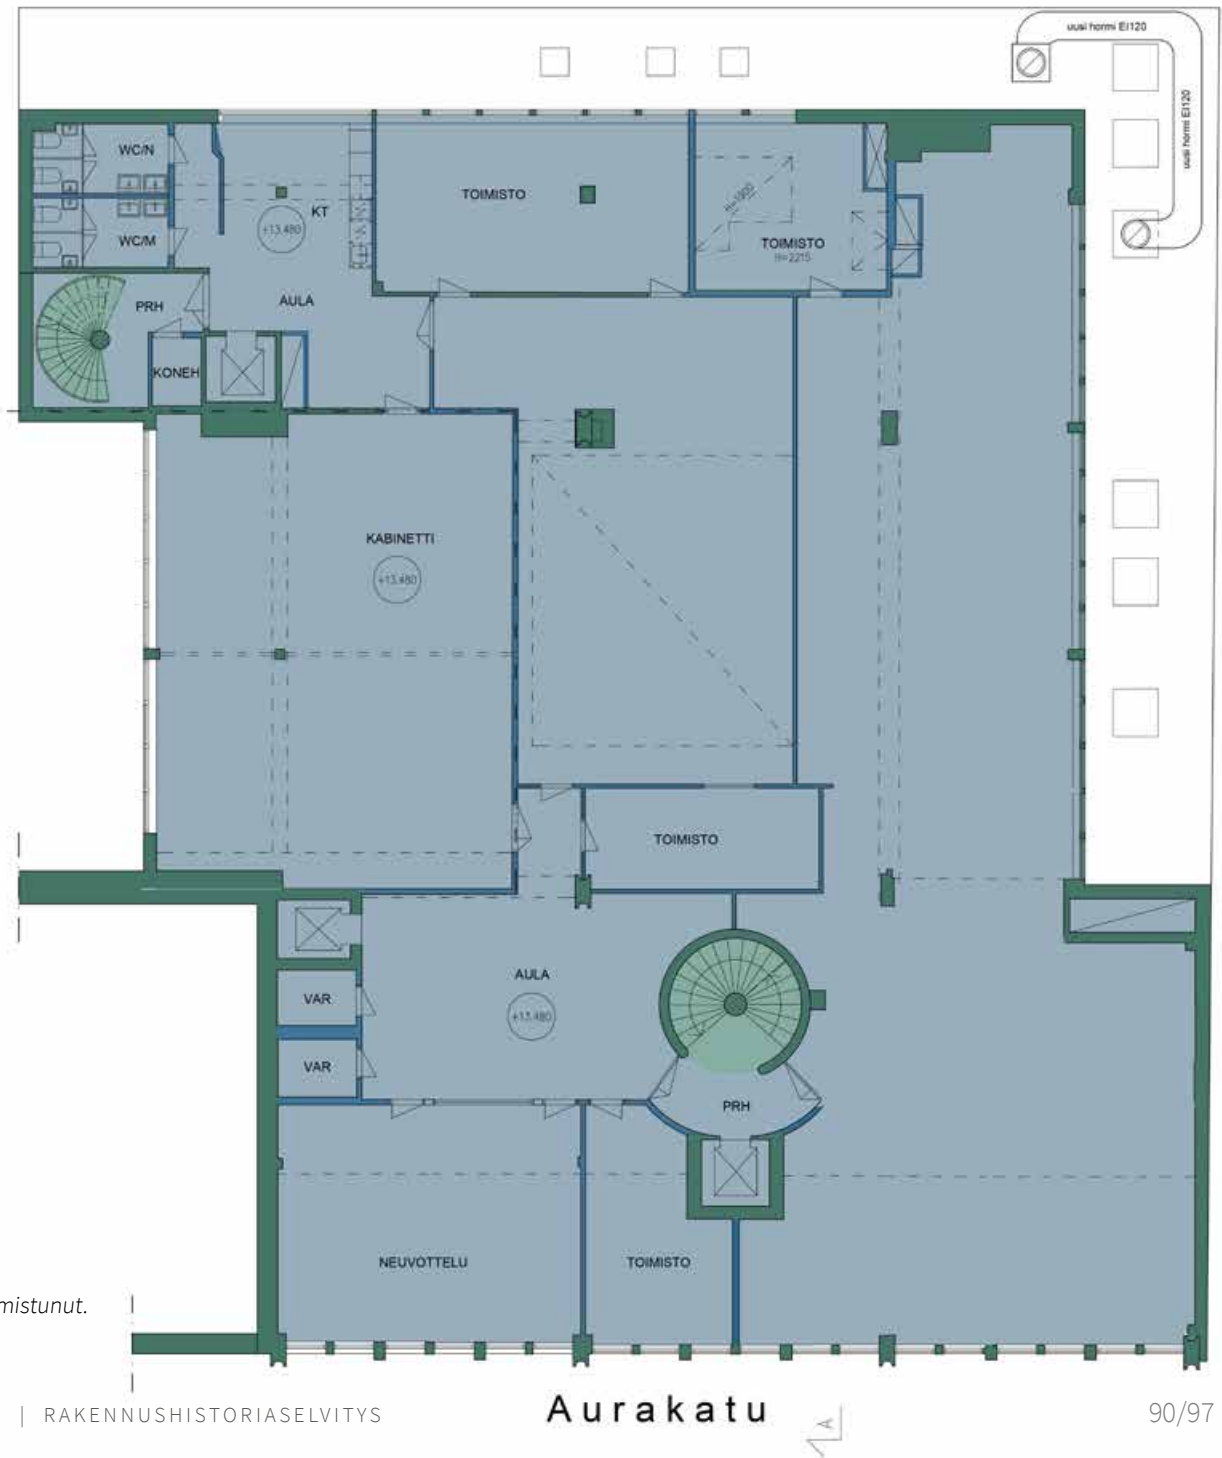 uusi hormi EI120
uusi hormi EI120
WC/N
WC/M
KT
+13.480
TOIMISTO
H=1900
TOIMISTO
H=2215
PRH
AULA
KONEH
KABINETTI
+13.480
TOIMISTO
AULA
+13.480
VAR
VAR
PRH
NEUVOTTELU
TOIMISTO
mistunut.
Aurakatu
A
| RAKENNUSHISTORIASELVITYS
90/97